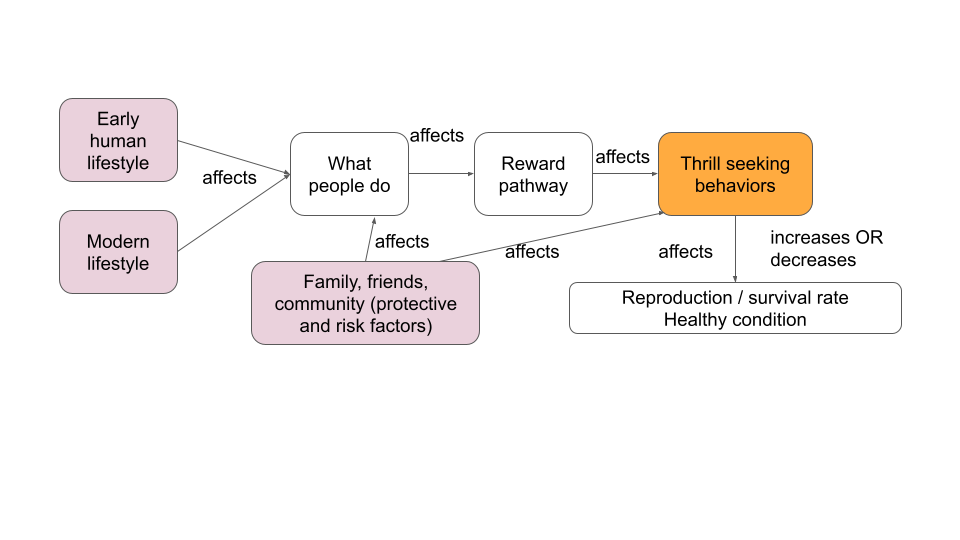 Early
human
lifestyle
affects
Modern
lifestyle
What
people do
affects
Reward
pathway
affects
Thrill seeking
behaviors
affects
Family, friends,
community (protective
and risk factors)
affects
affects
increases OR
decreases
Reproduction / survival rate
Healthy condition